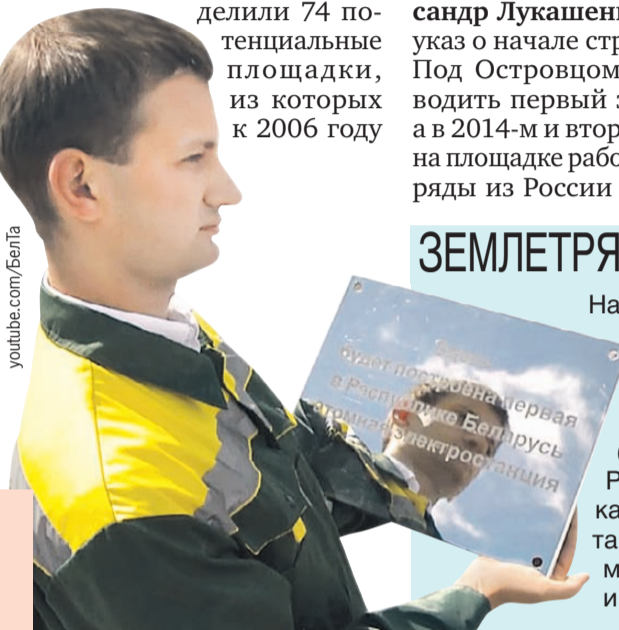 делили 74 по-
тенциальные
площадки,
из которых
к 2006 году
сандр Лукашен
указ о начале стр
Под Островцом
водить первый
а в 2014-м и втор
на площадке рабо
ряды из России
youtube.com/БелТа
ЗЕМЛЕТРЯ
На
Здесь
будет построена первая
в Республике Беларусь
атомная электростанция
Р
ка
та
м
и